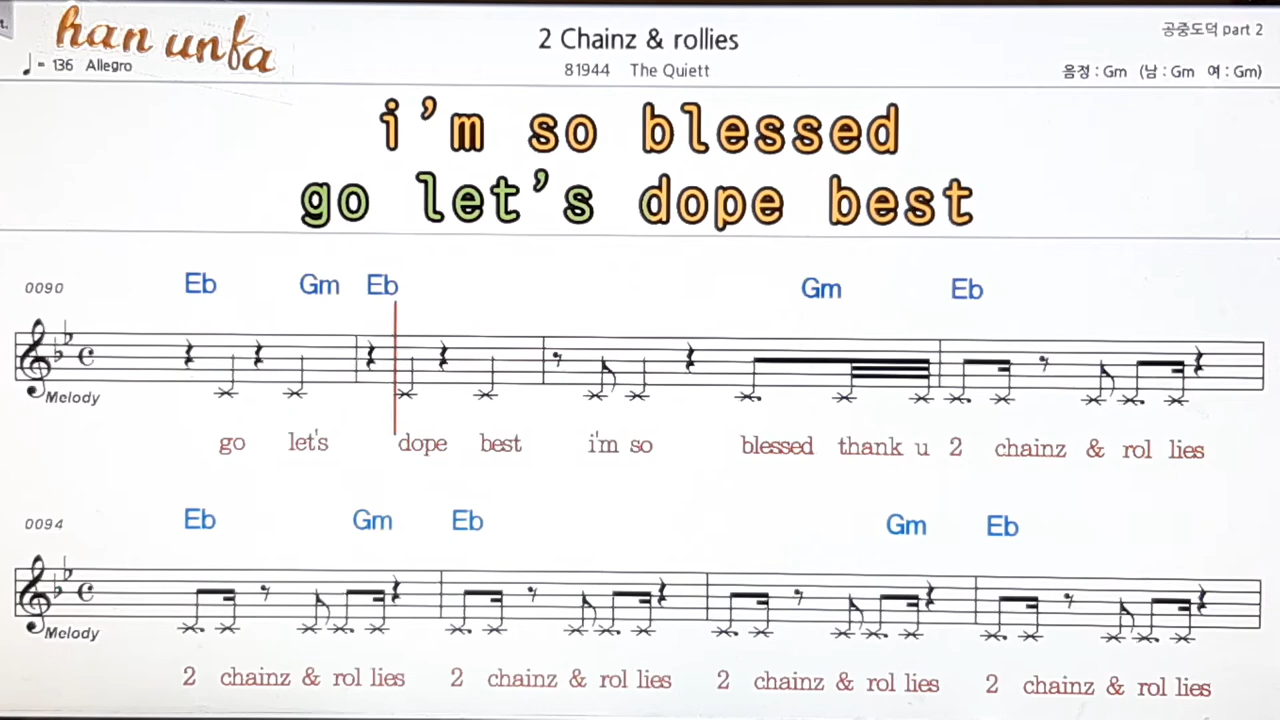 han unfa
2 Chainz & rollies
공중도덕 part 2
♩= 136 Allegro
81944 The Quiett
음정 : Gm (남 : Gm 여 : Gm)
i'm so blessed
go let's dope best
0090 Eb Gm Eb Gm Eb
Melody
go let's dope best i'm so blessed thank u 2 chainz & rol lies
0094 Eb Gm Eb Gm Eb
Melody
2 chainz & rol lies 2 chainz & rol lies 2 chainz & rol lies 2 chainz & rol lies